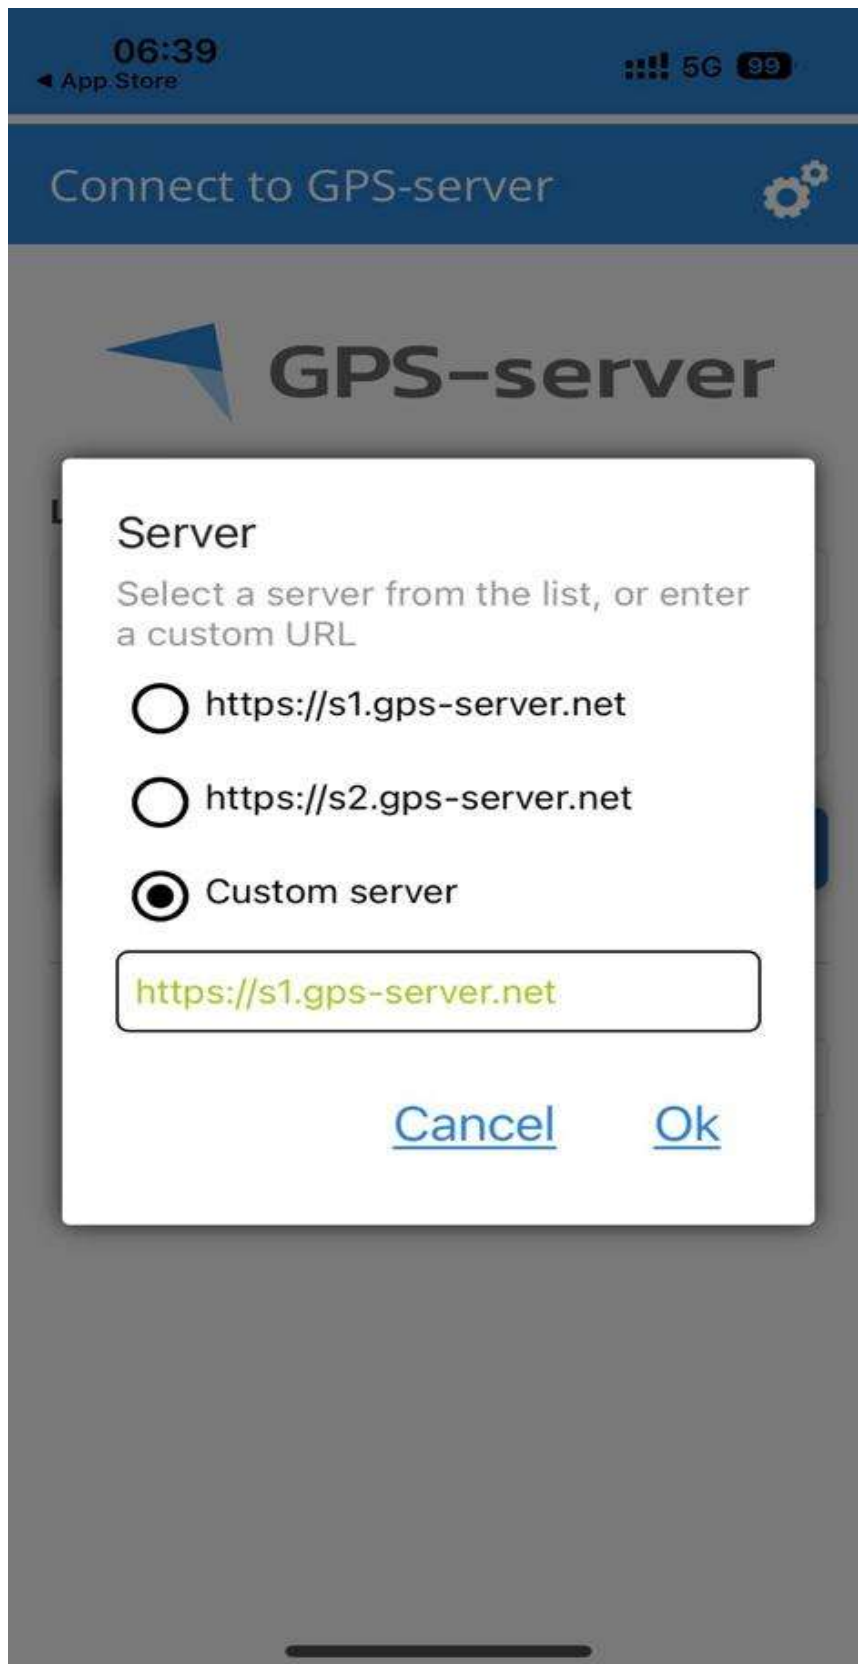 06:39
◀ App Store
5G 99
Connect to GPS-server
GPS-server
L
Server
Select a server from the list, or enter
a custom URL
https://s1.gps-server.net
https://s2.gps-server.net
Custom server
https://s1.gps-server.net
Cancel Ok